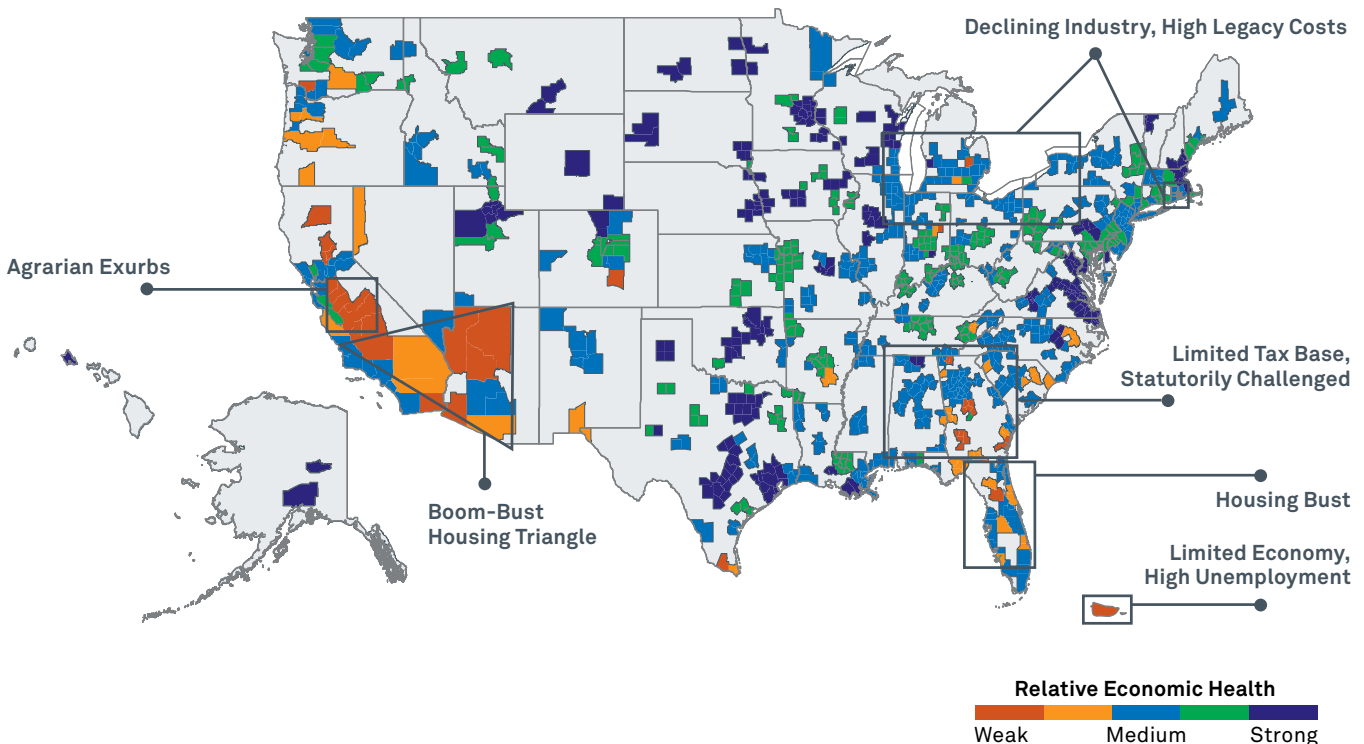 Declining Industry, High Legacy Costs
Agrarian Exurbs
Limited Tax Base,
Statutorily Challenged
Boom-Bust
Housing Triangle
Housing Bust
Limited Economy,
High Unemployment
Relative Economic Health
Weak Medium Strong